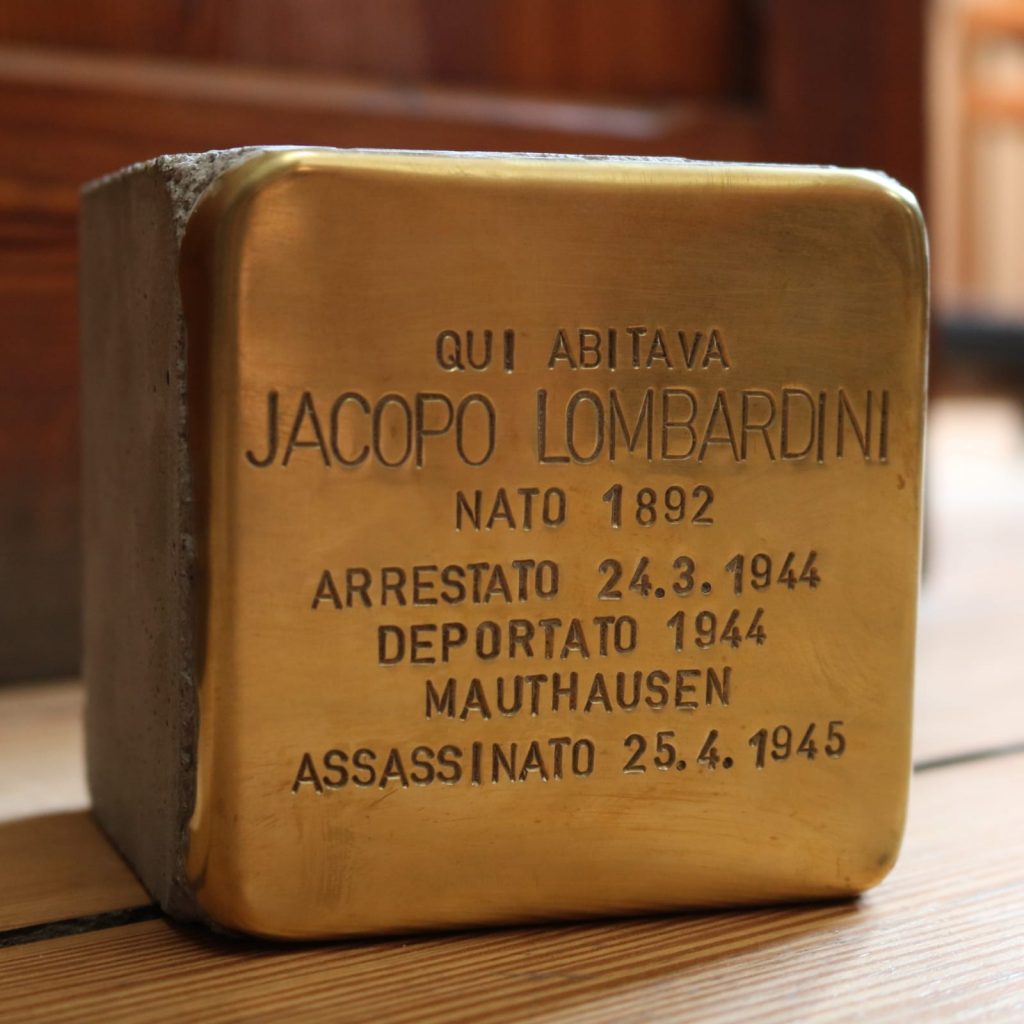 QUI ABITAVA
JACOPO LOMBARDINI
NATO 1892
ARRESTATO 24.3.1944
DEPORTATO 1944
MAUTHAUSEN
ASSASSINATO 25.4.1945